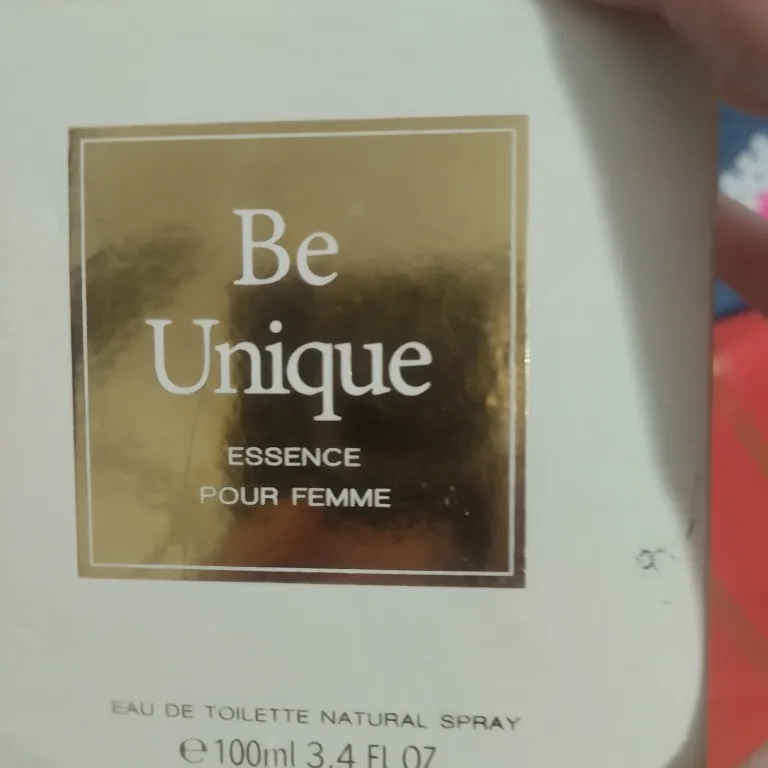 Be
Unique
ESSENCE
POUR FEMME
EAU DE TOILETTE NATURAL SPRAY
℮ 100ml 3.4 FL OZ